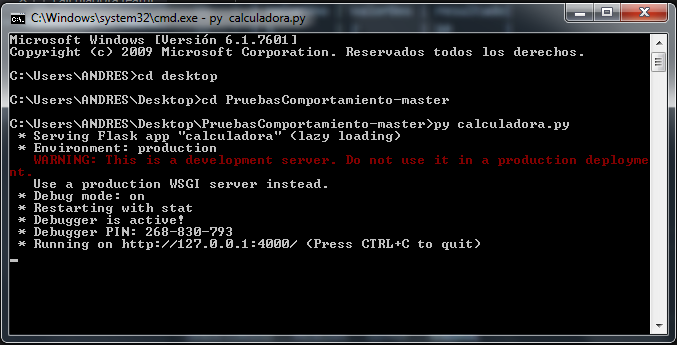 C:\Windows\system32\cmd.exe - py calculadora.py
Microsoft Windows [Versión 6.1.7601]
Copyright (c) 2009 Microsoft Corporation. Reservados todos los derechos.
C:\Users\ANDRES>cd desktop
C:\Users\ANDRES\Desktop>cd PruebasComportamiento-master
C:\Users\ANDRES\Desktop\PruebasComportamiento-master>py calculadora.py
 * Serving Flask app "calculadora" (lazy loading)
 * Environment: production
   WARNING: This is a development server. Do not use it in a production deployme
nt.
   Use a production WSGI server instead.
 * Debug mode: on
 * Restarting with stat
 * Debugger is active!
 * Debugger PIN: 268-830-793
 * Running on http://127.0.0.1:4000/ (Press CTRL+C to quit)